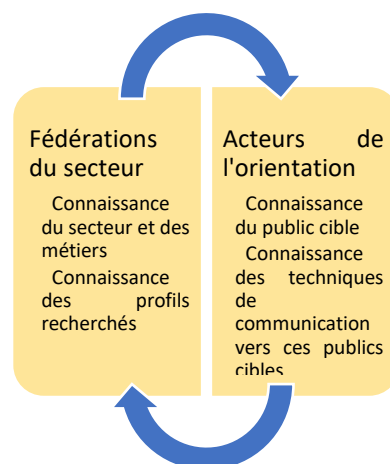 Fédérations
du secteur
Connaissance
du secteur et des
métiers
Connaissance
des profils
recherchés
Acteurs de
l'orientation
Connaissance
du public cible
Connaissance
des techniques
de
communication
vers ces publics
cibles